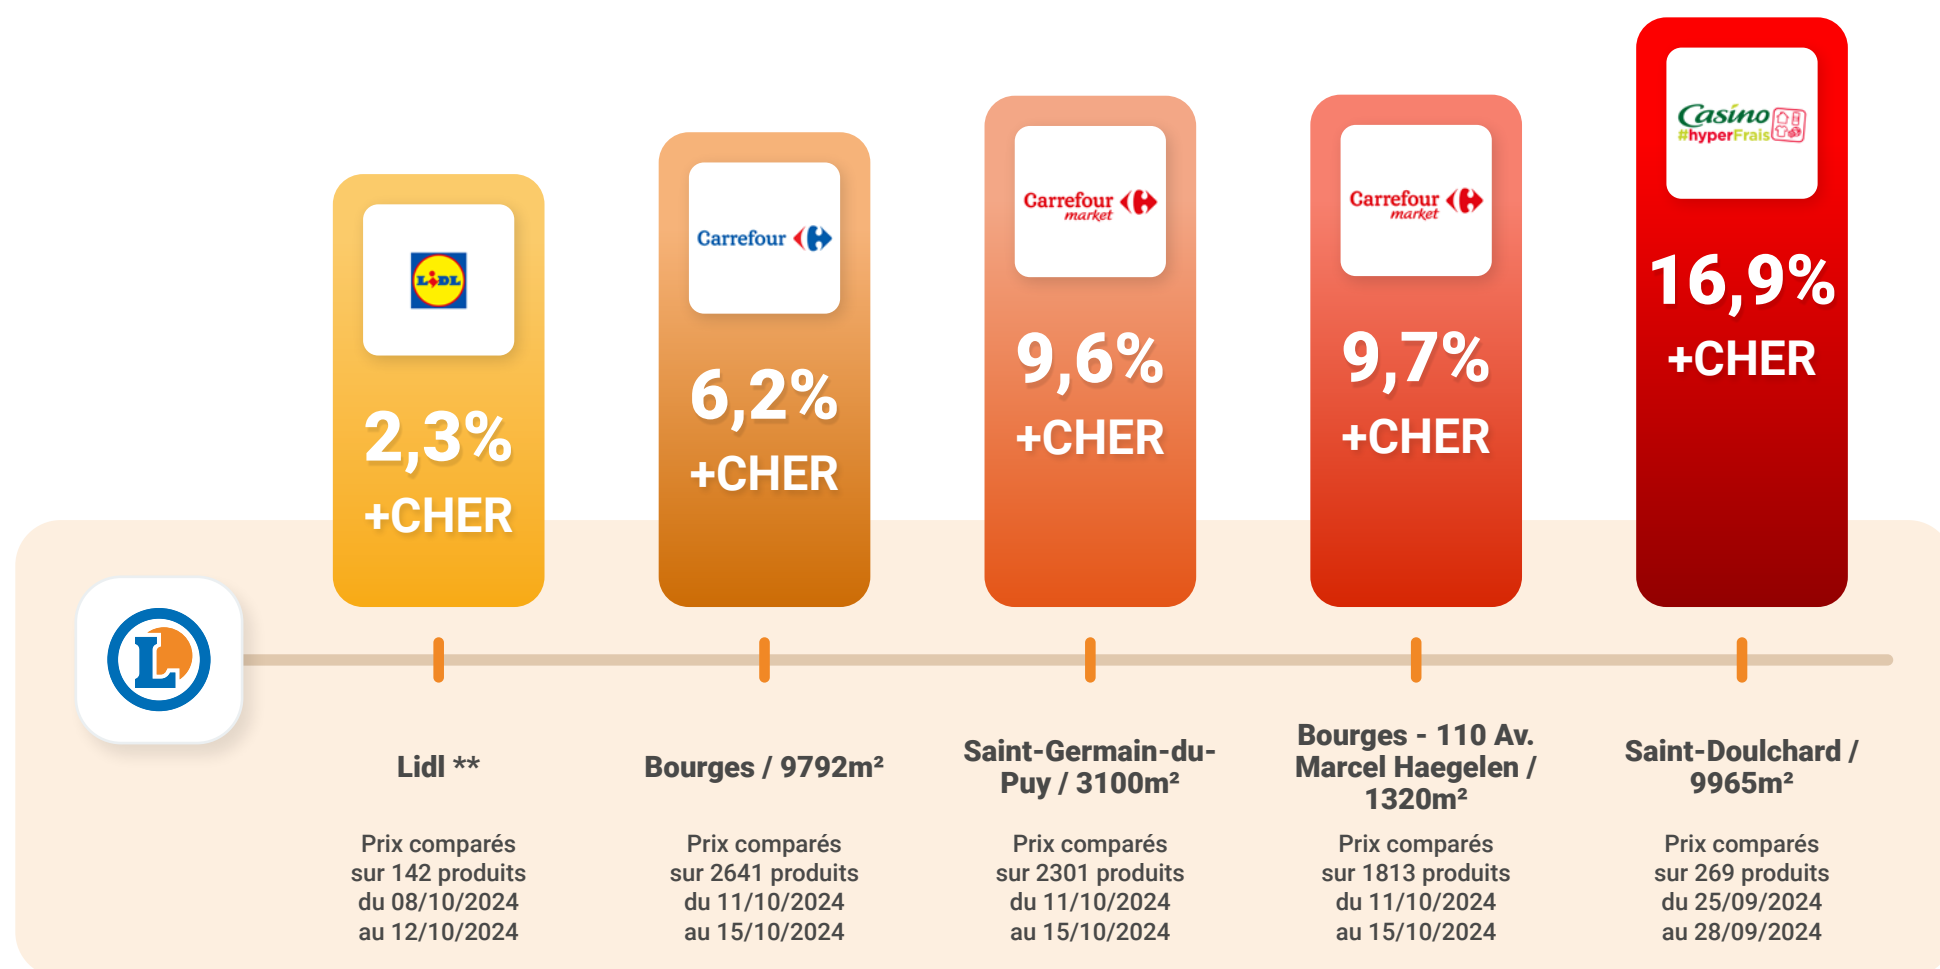 LIDL
2,3%
+CHER
Carrefour
6,2%
+CHER
Carrefour
market
9,6%
+CHER
Carrefour
market
9,7%
+CHER
Casino
#hyperFrais
16,9%
+CHER
L
Lidl **
Prix comparés
sur 142 produits
du 08/10/2024
au 12/10/2024
Bourges / 9792m²
Prix comparés
sur 2641 produits
du 11/10/2024
au 15/10/2024
Saint-Germain-du-
Puy / 3100m²
Prix comparés
sur 2301 produits
du 11/10/2024
au 15/10/2024
Bourges - 110 Av.
Marcel Haegelen /
1320m²
Prix comparés
sur 1813 produits
du 11/10/2024
au 15/10/2024
Saint-Doulchard /
9965m²
Prix comparés
sur 269 produits
du 25/09/2024
au 28/09/2024